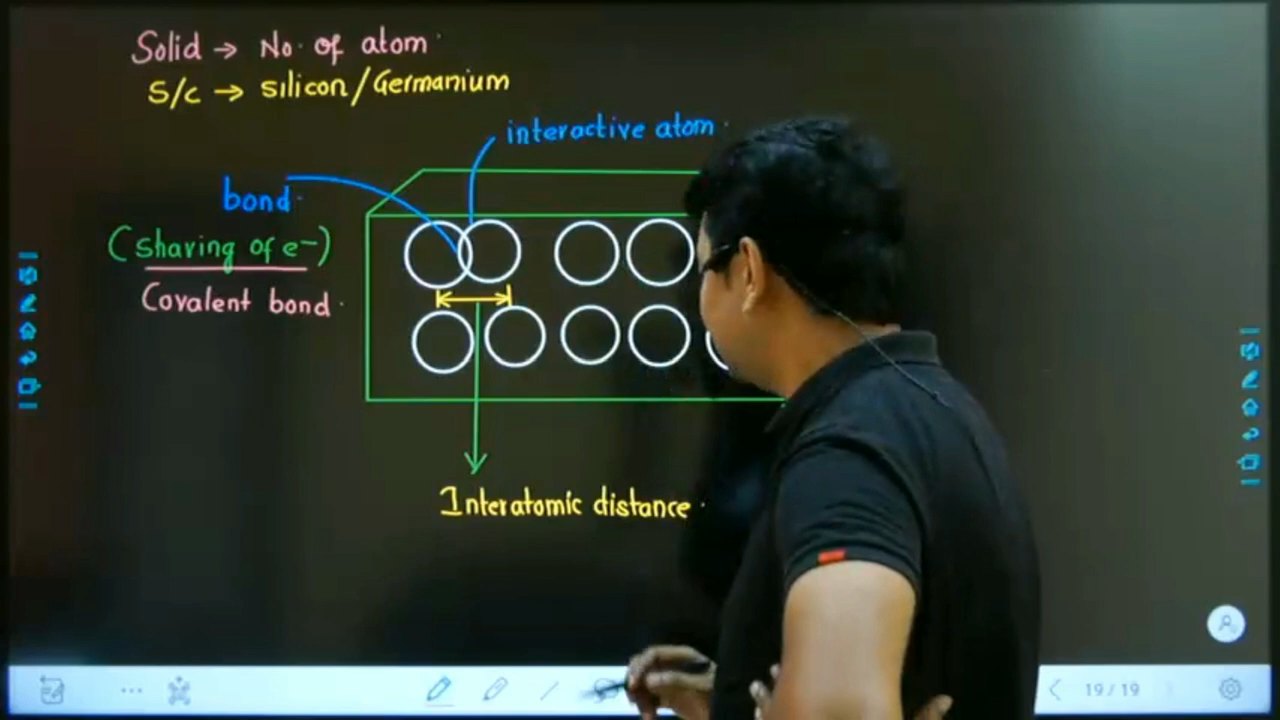 Solid → No. of atom
S/c → silicon/Germanium
interactive atom
bond
(sharing of e-)
Covalent bond
Interatomic distance
19/19